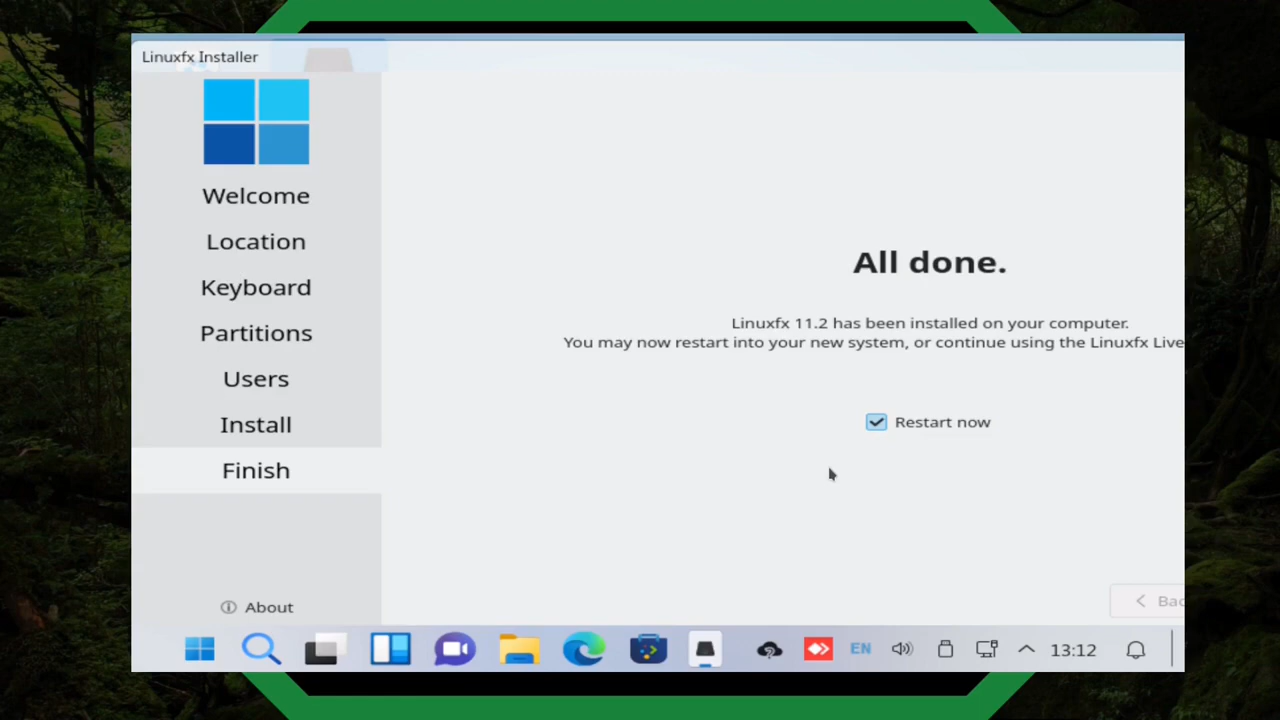 Linuxfx Installer
Welcome
Location
Keyboard
Partitions
Users
Install
Finish
About
All done.
Linuxfx 11.2 has been installed on your computer.
You may now restart into your new system, or continue using the Linuxfx Live
Restart now
EN
13:12